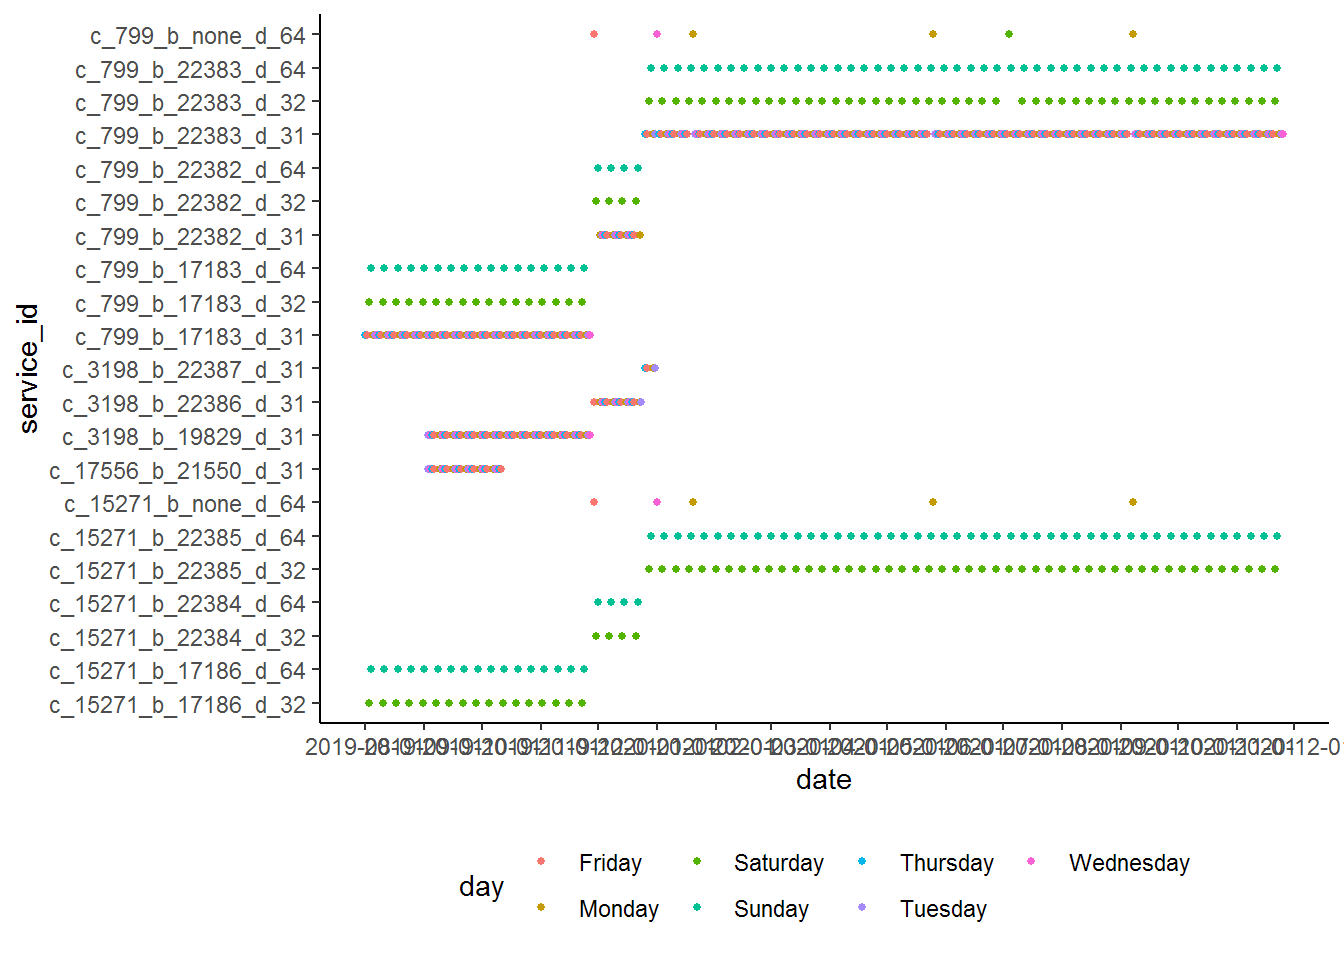 c_799_b_none_d_64
c_799_b_22383_d_64
c_799_b_22383_d_32
c_799_b_22383_d_31
c_799_b_22382_d_64
c_799_b_22382_d_32
c_799_b_22382_d_31
c_799_b_17183_d_64
c_799_b_17183_d_32
c_799_b_17183_d_31
c_3198_b_22387_d_31
c_3198_b_22386_d_31
c_3198_b_19829_d_31
c_17556_b_21550_d_31
c_15271_b_none_d_64
c_15271_b_22385_d_64
c_15271_b_22385_d_32
c_15271_b_22384_d_64
c_15271_b_22384_d_32
c_15271_b_17186_d_64
c_15271_b_17186_d_32
service_id
date
day
Friday Saturday Thursday Wednesday
Monday Sunday Tuesday